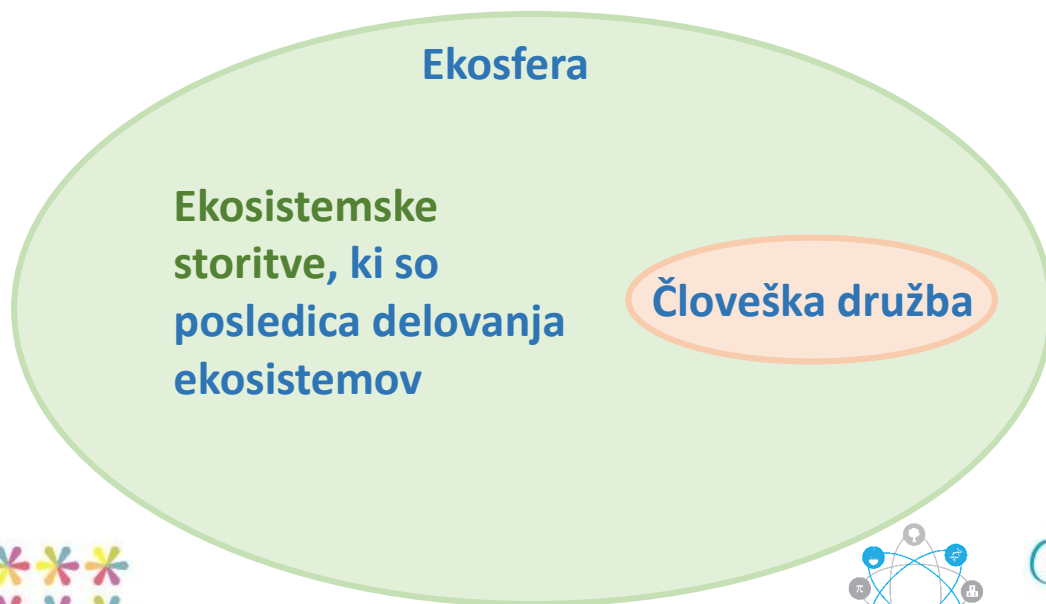 Ekosfera
Ekosistemske
storitve, ki so
posledica delovanja
ekosistemov
Človeška družba
π